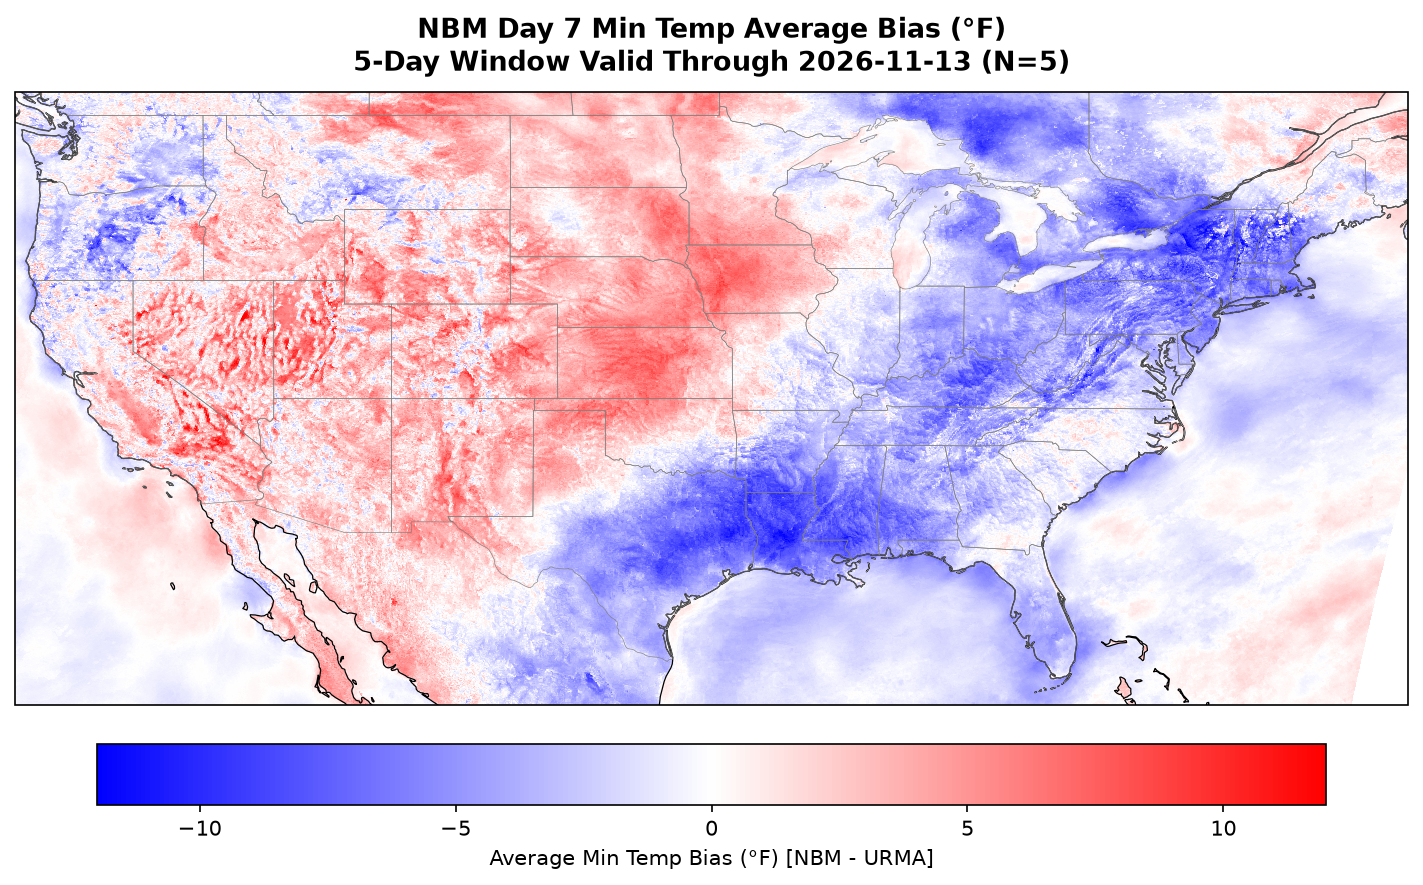 NBM Day 7 Min Temp Average Bias (°F)
5-Day Window Valid Through 2026-11-13 (N=5)
−10 −5 0 5 10
Average Min Temp Bias (°F) [NBM - URMA]